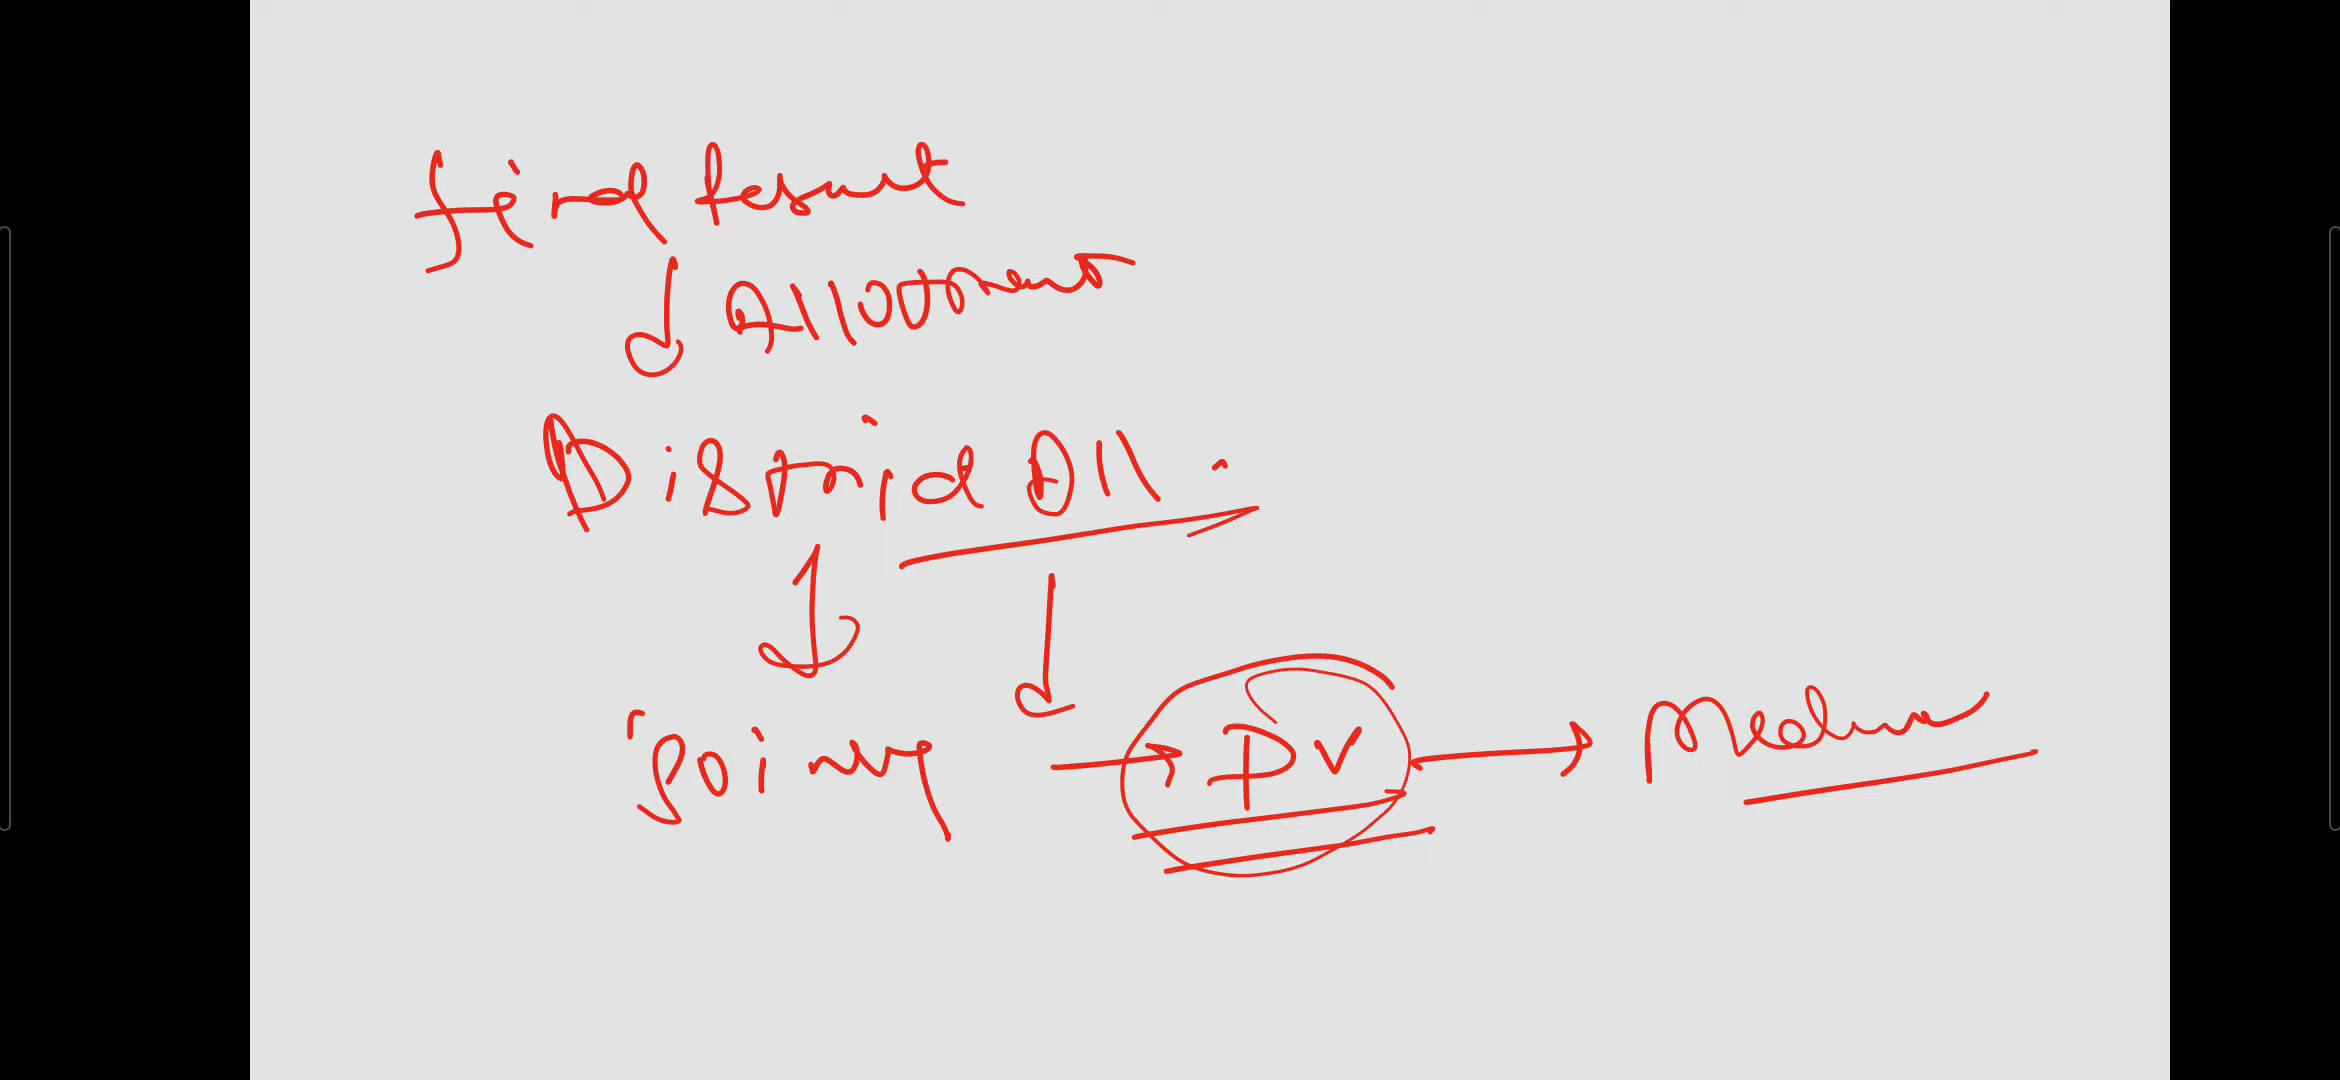 final Result
Allotment
District All.
Joining → DV → Medical